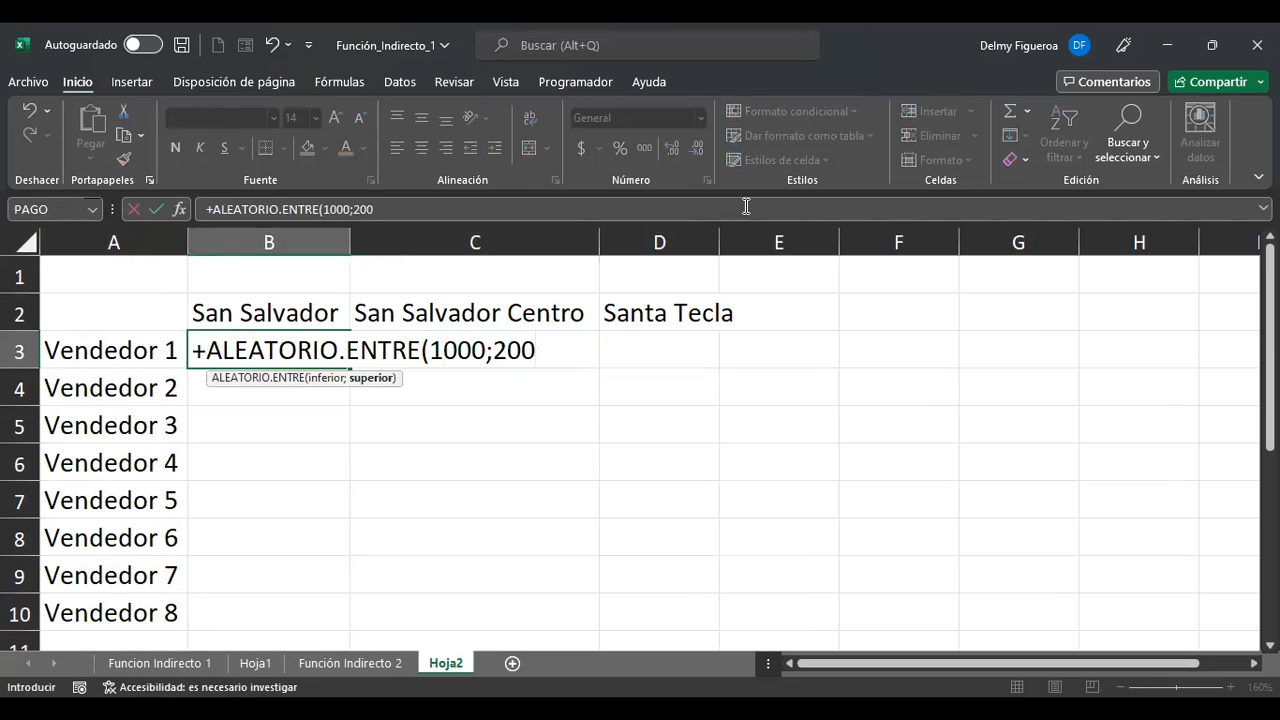 Autoguardado
Función_Indirecto_1
Buscar (Alt+Q)
Delmy Figueroa
DF
Archivo Inicio Insertar Disposición de página Fórmulas Datos Revisar Vista Programador Ayuda
Comentarios
Compartir
Pegar
14
N K S
General
$ % 000
Formato condicional
Dar formato como tabla
Estilos de celda
Insertar
Eliminar
Formato
Ordenar y
filtrar
Buscar y
seleccionar
Analizar
datos
Deshacer Portapapeles Fuente Alineación Número Estilos Celdas Edición Análisis
PAGO
fx
+ALEATORIO.ENTRE(1000;200
A B C D E F G H I
1
2 San Salvador San Salvador Centro Santa Tecla
3 Vendedor 1 +ALEATORIO.ENTRE(1000;200
ALEATORIO.ENTRE(inferior; superior)
4 Vendedor 2
5 Vendedor 3
6 Vendedor 4
7 Vendedor 5
8 Vendedor 6
9 Vendedor 7
10 Vendedor 8
11
Funcion Indirecto 1 Hoja1 Función Indirecto 2 Hoja2
Introducir
Accesibilidad: es necesario investigar
160%